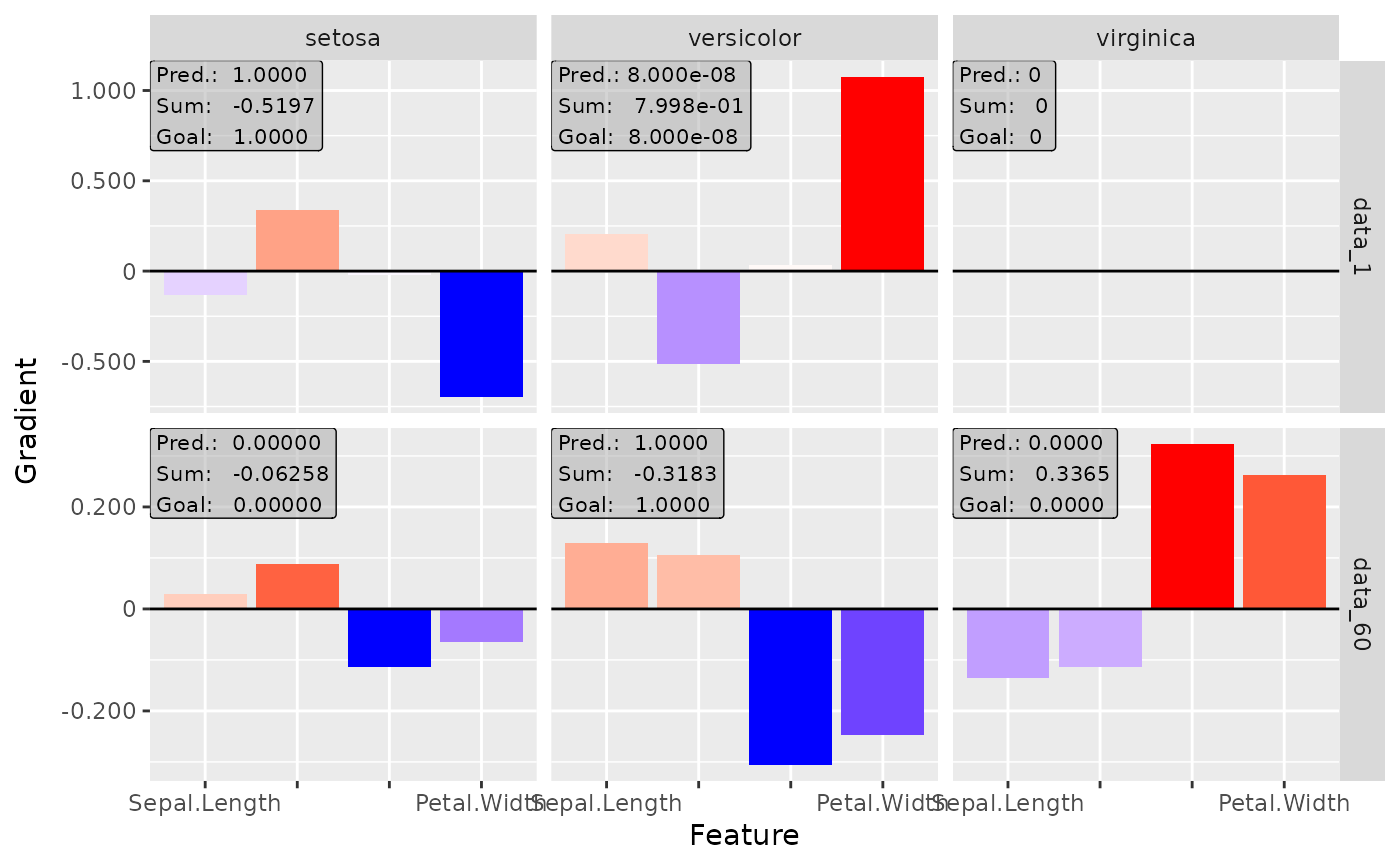 setosa
versicolor
virginica
Pred.: 1.0000
Sum: -0.5197
Goal: 1.0000
Pred.: 8.000e-08
Sum: 7.998e-01
Goal: 8.000e-08
Pred.: 0
Sum: 0
Goal: 0
1.000
0.500
0
-0.500
data_1
Gradient
Pred.: 0.00000
Sum: -0.06258
Goal: 0.00000
Pred.: 1.0000
Sum: -0.3183
Goal: 1.0000
Pred.: 0.0000
Sum: 0.3365
Goal: 0.0000
0.200
0
-0.200
data_60
Sepal.Length
Petal.Width
Sepal.Length
Petal.Width
Sepal.Length
Petal.Width
Feature